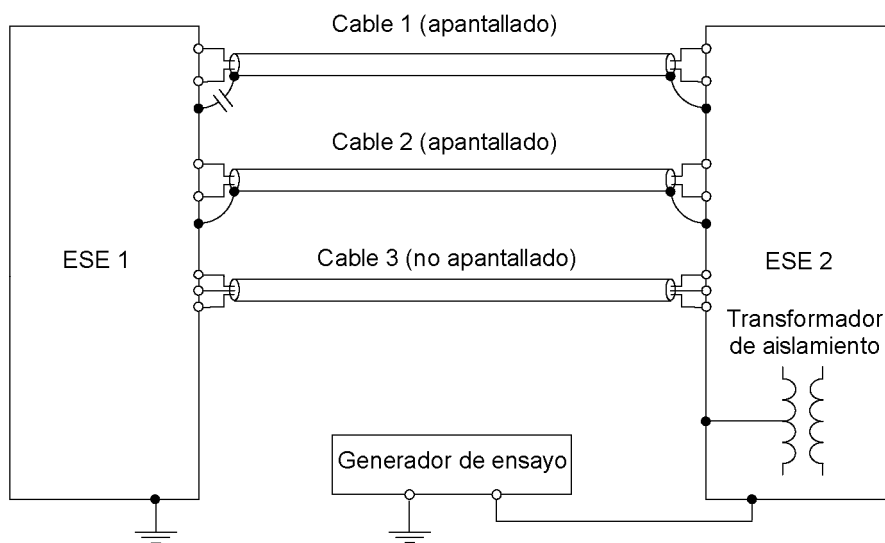 Cable 1 (apantallado)
Cable 2 (apantallado)
ESE 1
Cable 3 (no apantallado)
ESE 2
Transformador
de aislamiento
Generador de ensayo